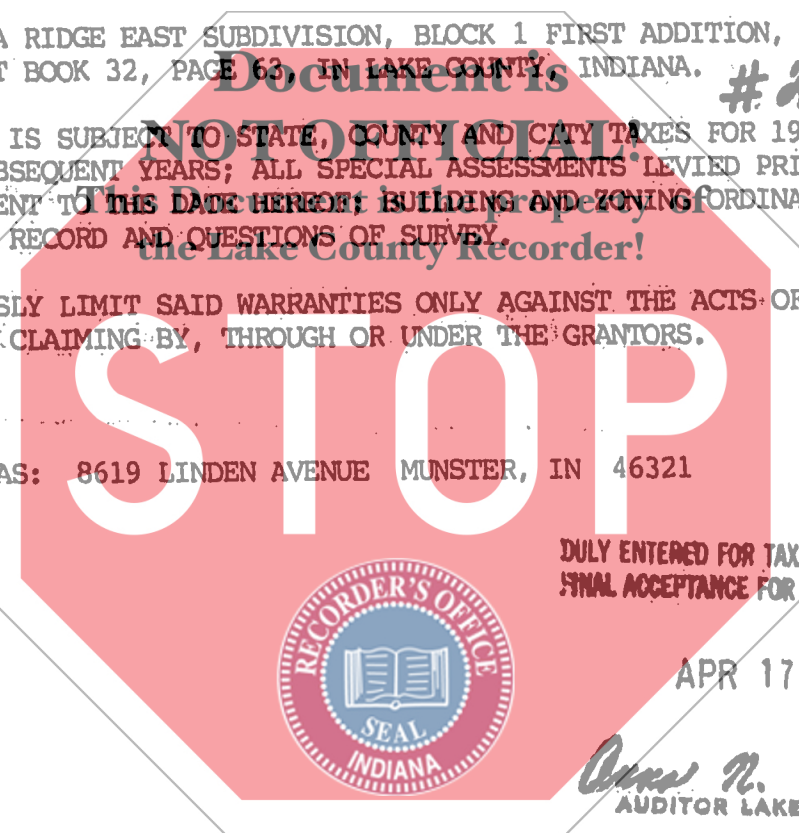 A RIDGE EAST SUBDIVISION, BLOCK 1 FIRST ADDITION,
T BOOK 32, PAGE 63, IN LAKE COUNTY, INDIANA.
Document is
#2
IS SUBJECT TO STATE, COUNTY AND CITY TAXES FOR 19
NOT OFFICIAL!
BSEQUENT YEARS; ALL SPECIAL ASSESSMENTS LEVIED PRI
ENT TO THE DATE HEREOF; BUILDING AND ZONING ORDINA
This Document is the property of
RECORD AND QUESTIONS OF SURVEY.
the Lake County Recorder!
SLY LIMIT SAID WARRANTIES ONLY AGAINST THE ACTS OF
CLAIMING BY, THROUGH OR UNDER THE GRANTORS.
STOP
AS: 8619 LINDEN AVENUE MUNSTER, IN 46321
DULY ENTERED FOR TAX
FINAL ACCEPTANCE FOR
RECORDER'S OFFICE
SEAL
INDIANA
APR 17
Anna N.
AUDITOR LAKE